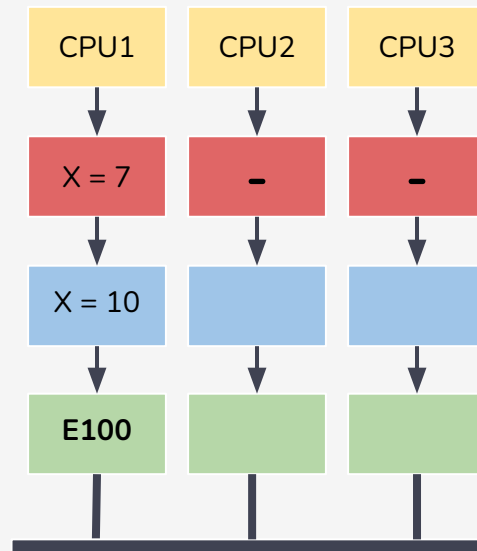 CPU1 CPU2 CPU3
X = 7 - -
X = 10
E100